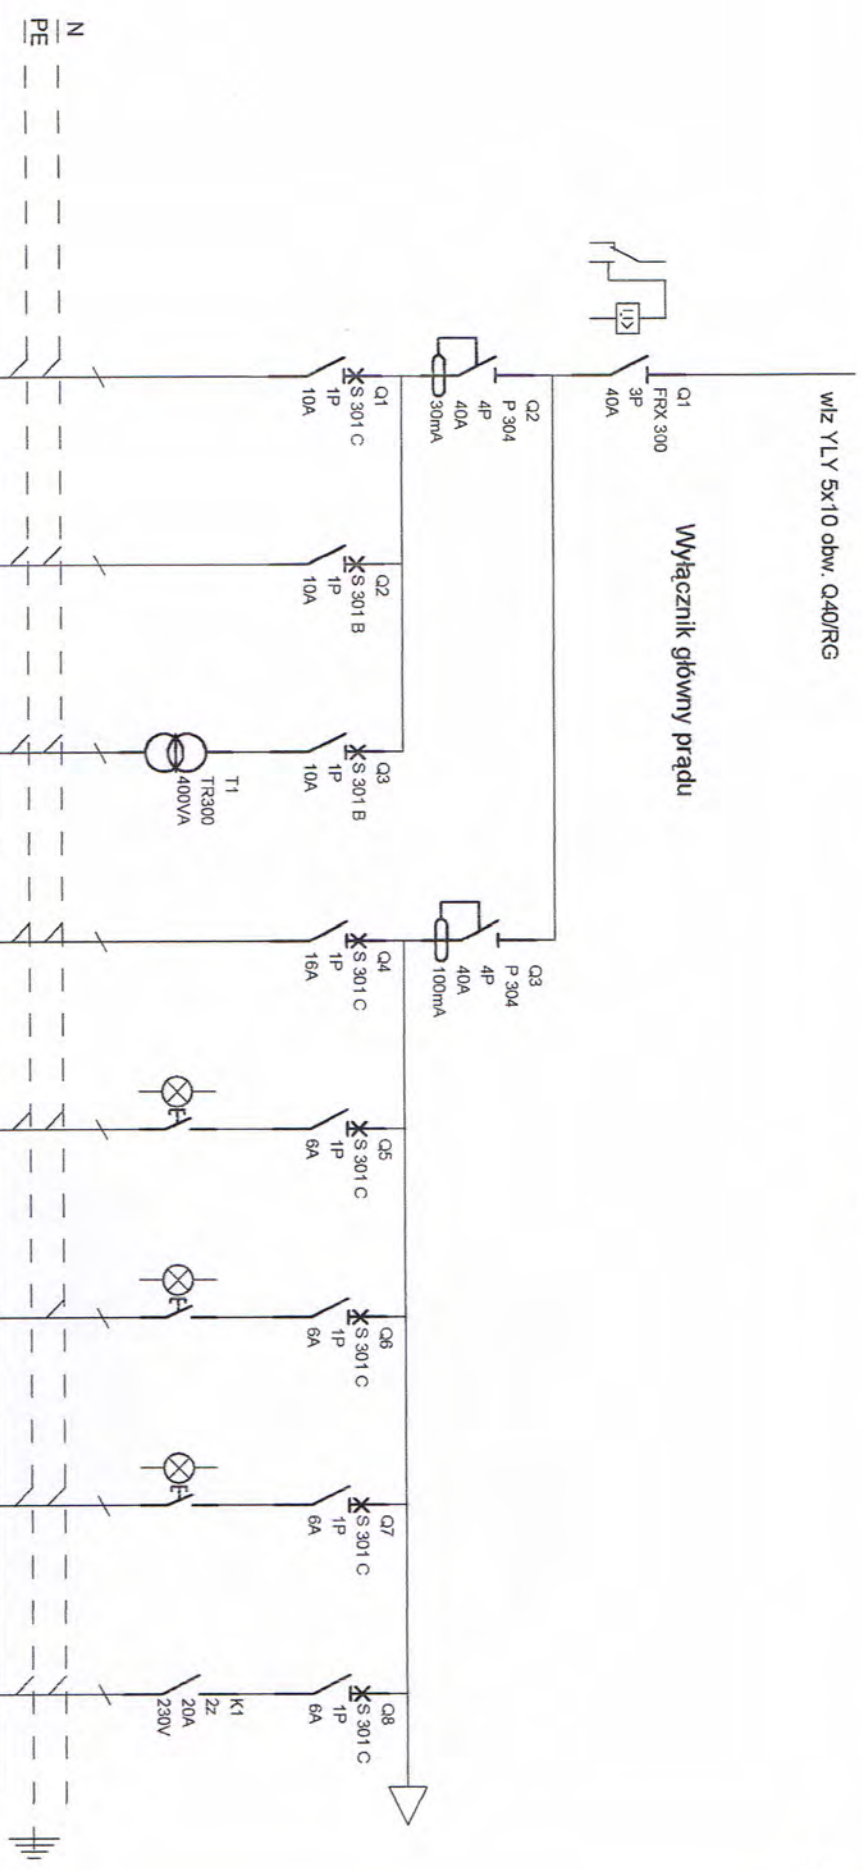 wlz YLY 5x10 obw. Q40/RG
Wyłącznik główny prądu
Q1
FRX 300
3P
40A
U>
Q2
P 304
4P
40A
30mA
Q3
P 304
4P
40A
100mA
Q1
S 301 C
1P
10A
Q2
S 301 B
1P
10A
Q3
S 301 B
1P
10A
T1
TR300
400VA
Q4
S 301 C
1P
16A
Q5
S 301 C
1P
6A
Q6
S 301 C
1P
6A
Q7
S 301 C
1P
6A
Q8
S 301 C
1P
6A
K1
2z
20A
230V
N
PE